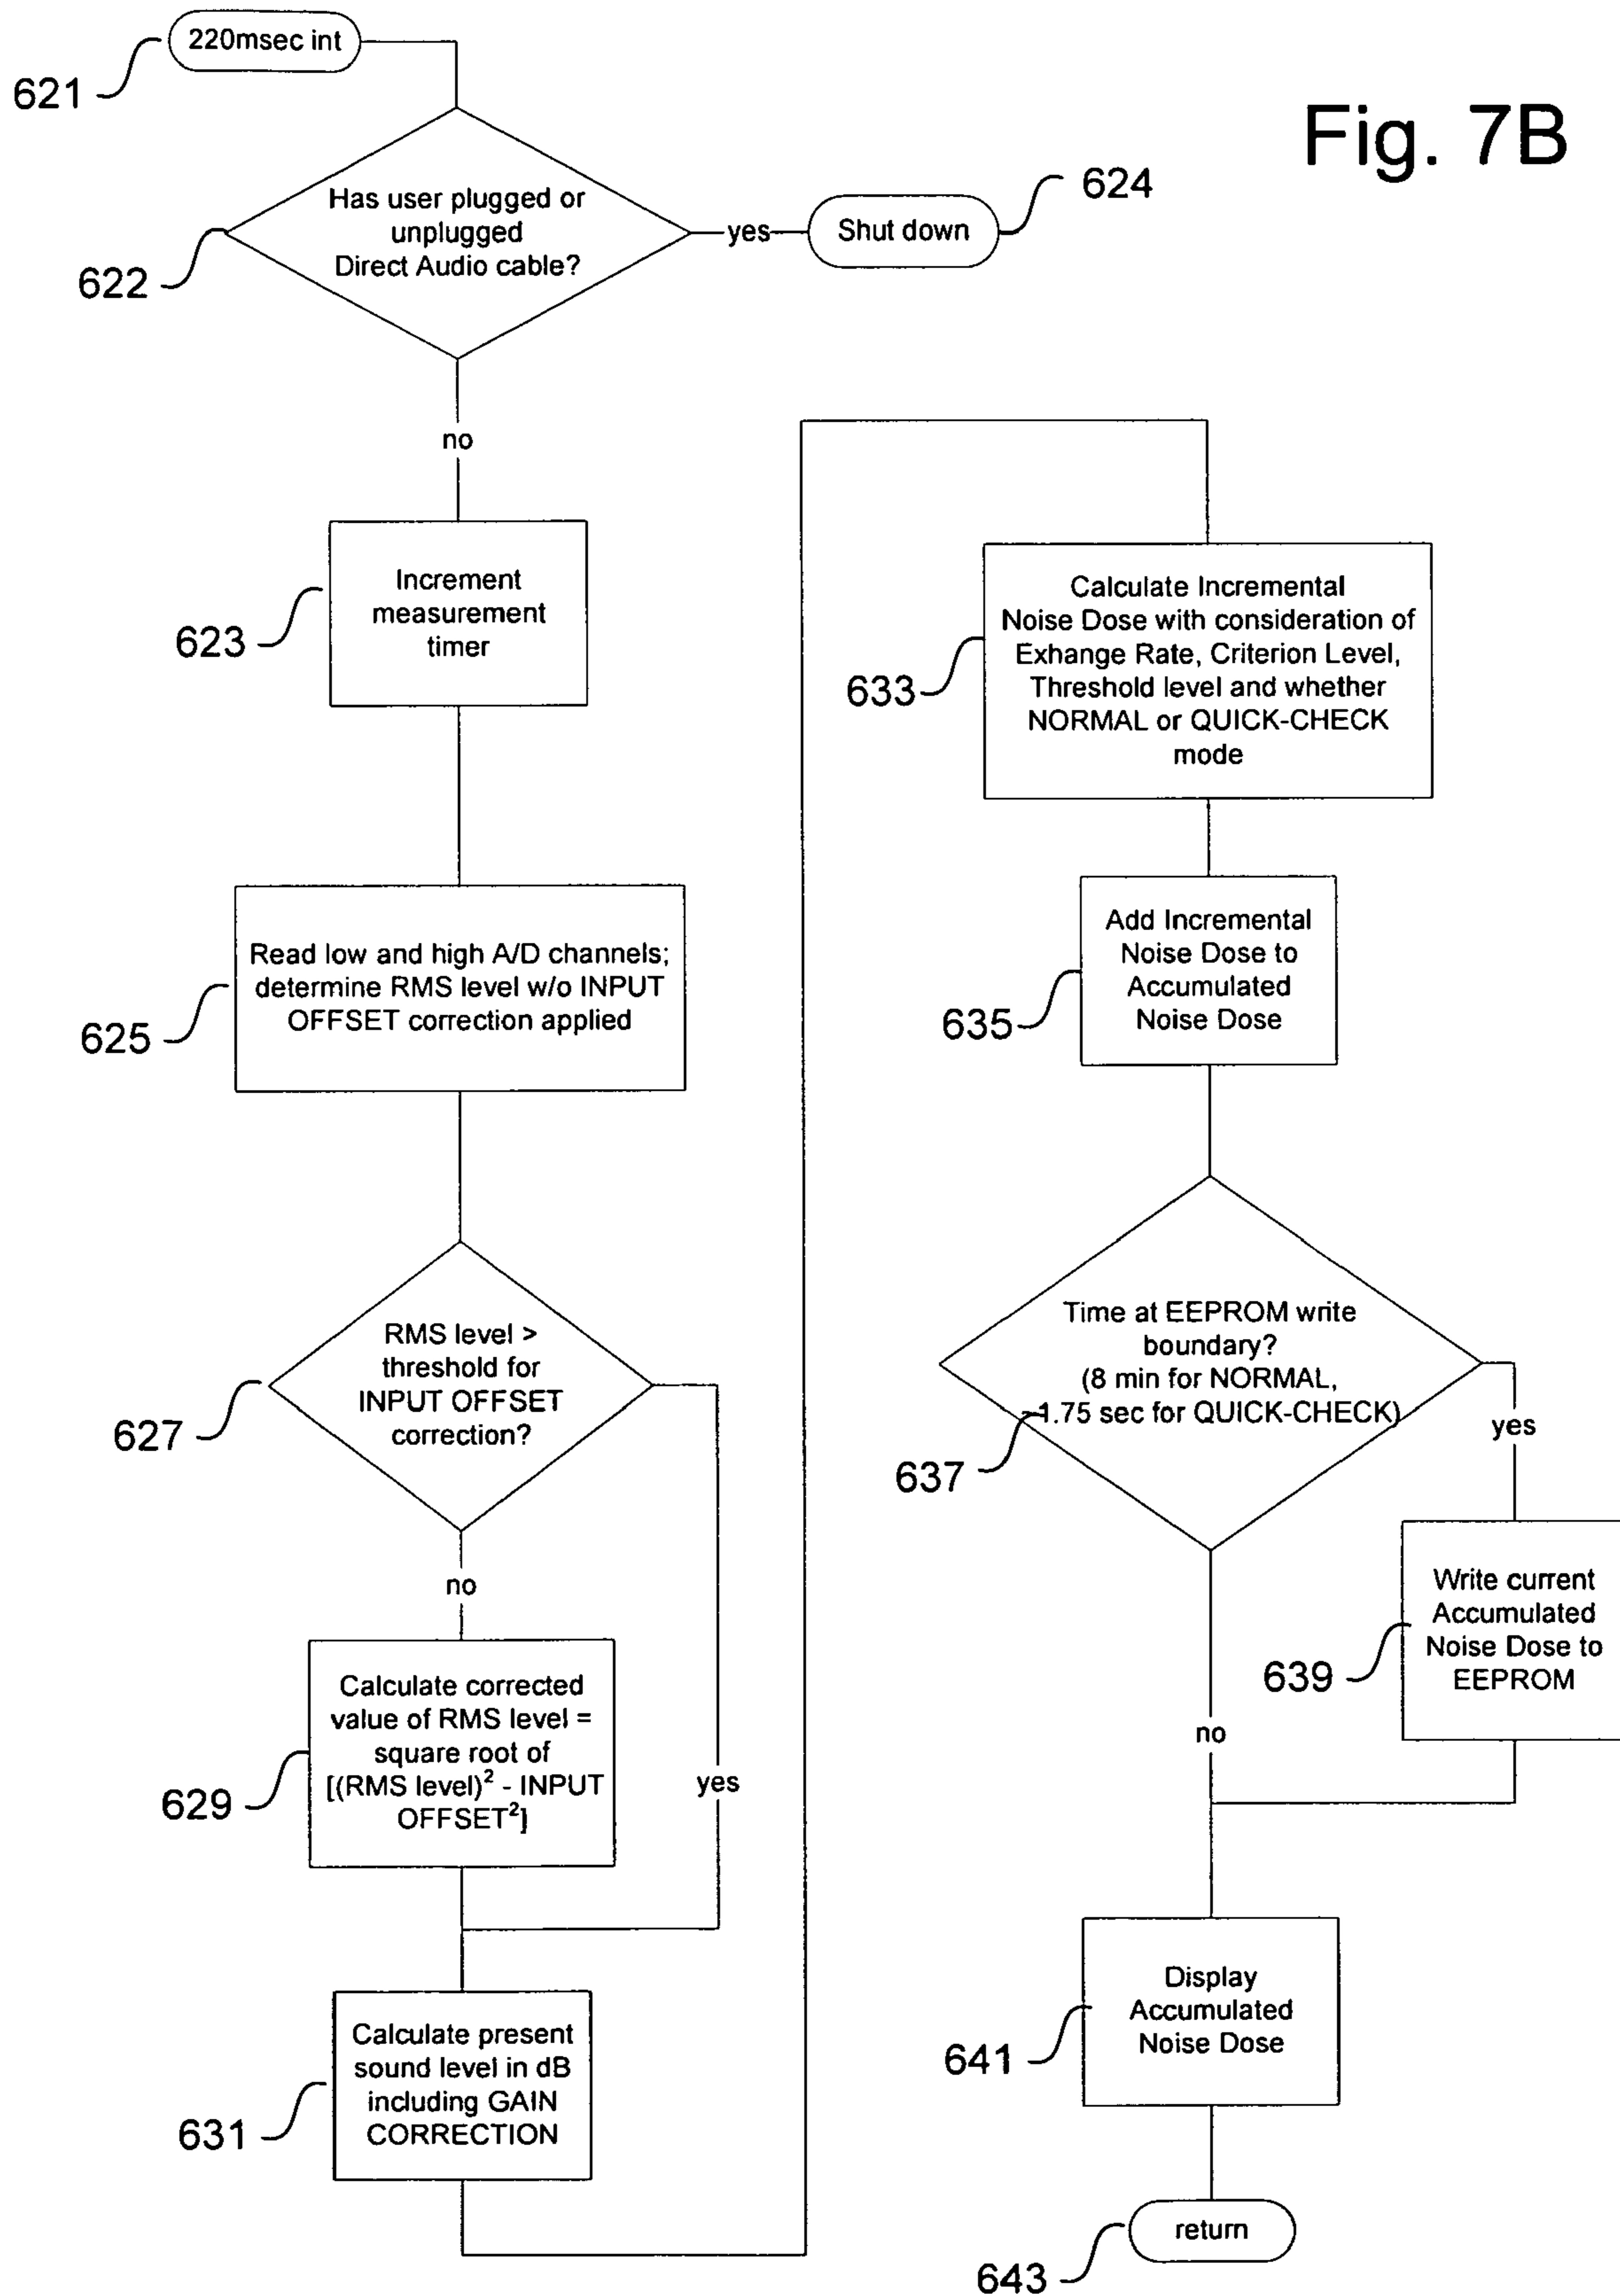 Fig. 7B
220msec int
621
Has user plugged or
unplugged
Direct Audio cable?
622
yes
Shut down
624
no
Increment
measurement
timer
623
Read low and high A/D channels;
determine RMS level w/o INPUT
OFFSET correction applied
625
RMS level >
threshold for
INPUT OFFSET
correction?
627
no
yes
Calculate corrected
value of RMS level =
square root of
[(RMS level)² - INPUT
OFFSET²]
629
Calculate present
sound level in dB
including GAIN
CORRECTION
631
Calculate Incremental
Noise Dose with consideration of
Exhange Rate, Criterion Level,
Threshold level and whether
NORMAL or QUICK-CHECK
mode
633
Add Incremental
Noise Dose to
Accumulated
Noise Dose
635
Time at EEPROM write
boundary?
(8 min for NORMAL,
~1.75 sec for QUICK-CHECK)
637
yes
Write current
Accumulated
Noise Dose to
EEPROM
639
no
Display
Accumulated
Noise Dose
641
return
643